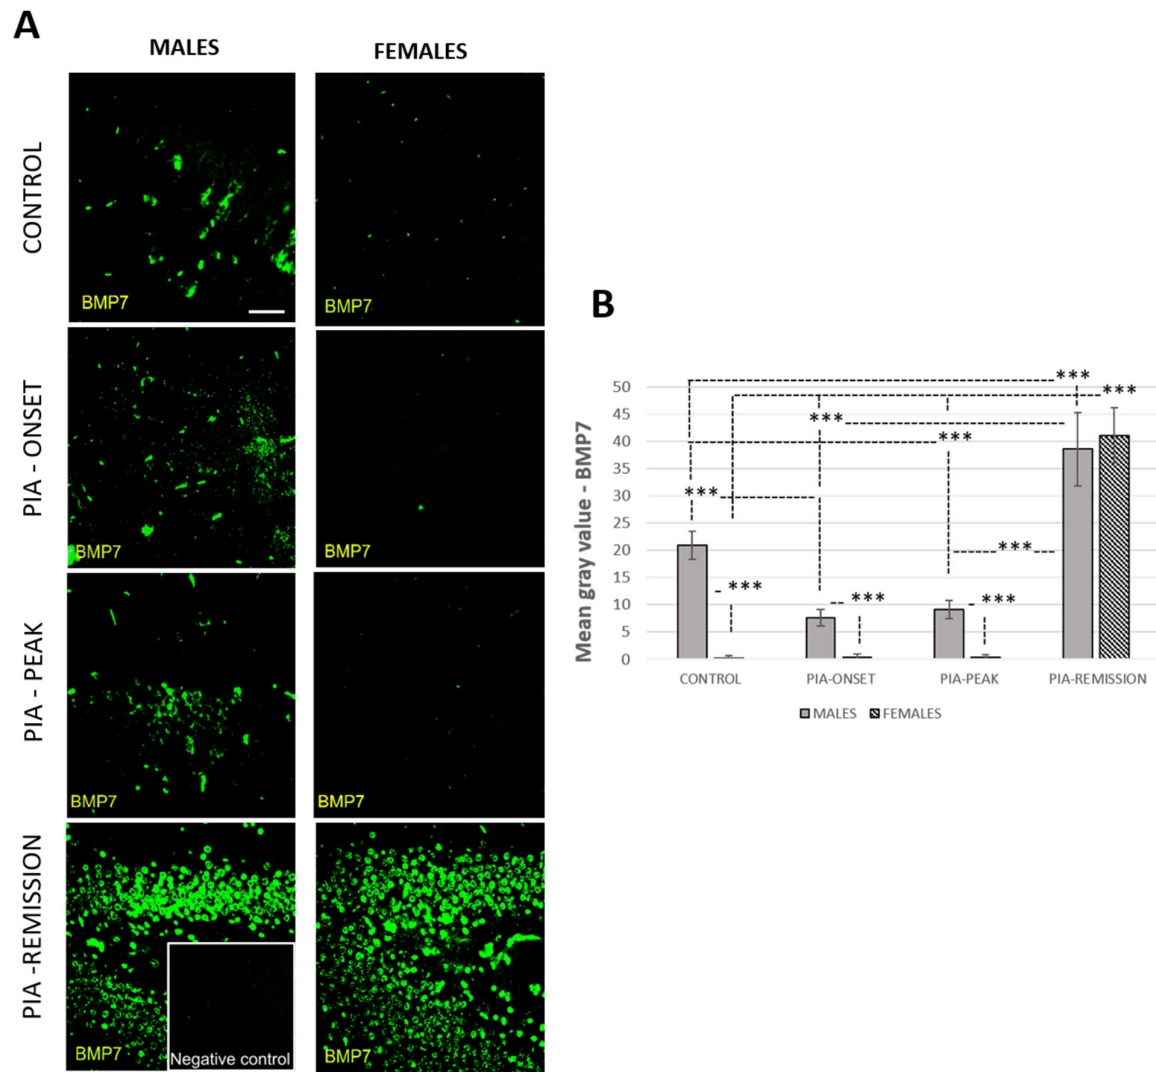 A
MALES
FEMALES
CONTROL
BMP7
BMP7
PIA - ONSET
BMP7
BMP7
PIA - PEAK
BMP7
BMP7
PIA -REMISSION
BMP7
Negative control
BMP7
B
Mean gray value - BMP7
50
45
40
35
30
25
20
15
10
5
0
***
***
***
***
***
***
***
***
***
CONTROL
PIA-ONSET
PIA-PEAK
PIA-REMISSION
MALES
FEMALES